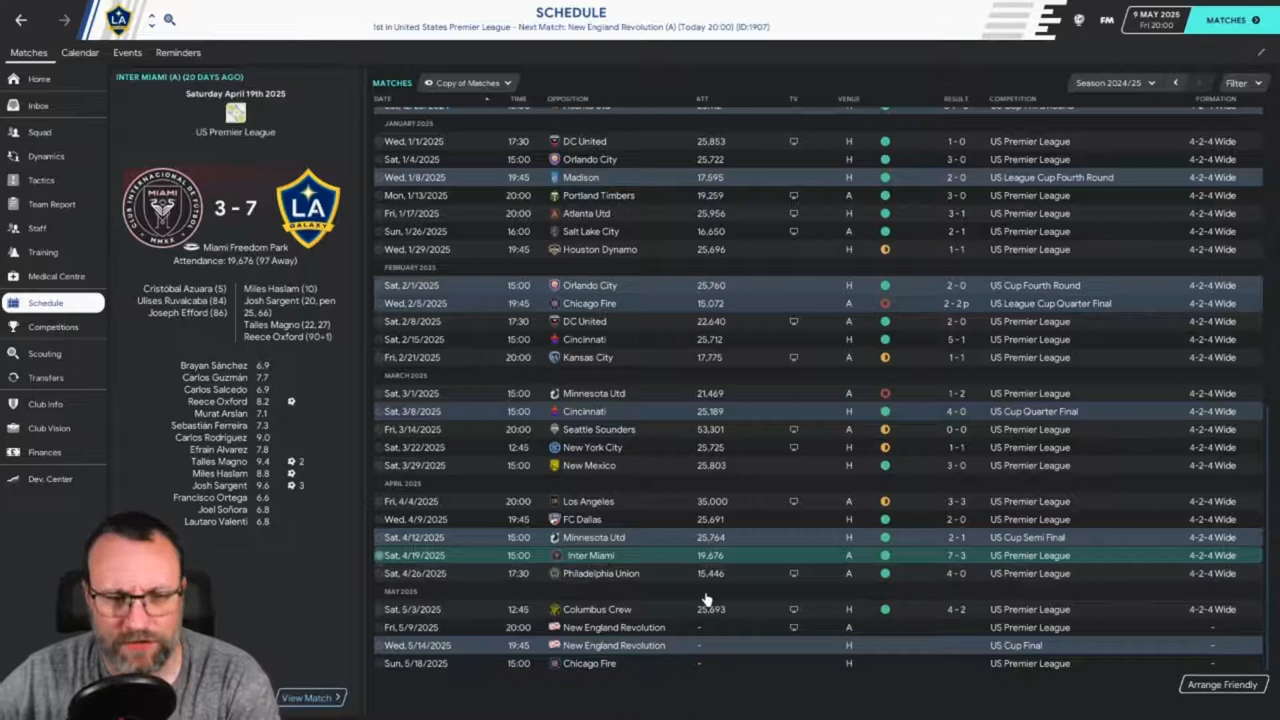 SCHEDULE
1st in United States Premier League - Next Match: New England Revolution (A) (Today 20:00) (ID:1907)
FM
9 MAY 2025
Fri 20:00
MATCHES
Matches Calendar Events Reminders
Home
Inbox
Squad
Dynamics
Tactics
Team Report
Staff
Training
Medical Centre
Schedule
Competitions
Scouting
Transfers
Club Info
Club Vision
Finances
Dev. Center
INTER MIAMI (A) (20 DAYS AGO)
Saturday April 19th 2025
US Premier League
MIAMI
3 - 7
LA
GALAXY
Miami Freedom Park
Attendance: 19,676 (97 Away)
Cristóbal Azuara (5)
Ulises Ruvalcaba (84)
Joseph Efford (86)
Miles Haslam (10)
Josh Sargent (20, pen
25, 66)
Talles Magno (22, 27)
Reece Oxford (90+1)
Brayan Sánchez 6.9
Carlos Guzmán 7.7
Carlos Salcedo 6.9
Reece Oxford 8.2
Murat Arslan 7.1
Sebastián Ferreira 7.3
Carlos Rodríguez 9.0
Efraín Alvarez 7.8
Talles Magno 9.4 2
Miles Haslam 8.8
Josh Sargent 9.6 3
Francisco Ortega 6.6
Joel Soñora 6.8
Lautaro Valenti 6.8
View Match
MATCHES Copy of Matches Season 2024/25 Filter
DATE TIME OPPOSITION ATT TV VENUE RESULT COMPETITION FORMATION
JANUARY 2025
Wed. 1/1/2025 17:30 DC United 25,853 H 1 - 0 US Premier League 4-2-4 Wide
Sat. 1/4/2025 15:00 Orlando City 25,722 H 3 - 0 US Premier League 4-2-4 Wide
Wed. 1/8/2025 19:45 Madison 17,595 H 2 - 0 US League Cup Fourth Round 4-2-4 Wide
Mon. 1/13/2025 20:00 Portland Timbers 19,259 A 3 - 0 US Premier League 4-2-4 Wide
Fri. 1/17/2025 20:00 Atlanta Utd 25,956 H 3 - 1 US Premier League 4-2-4 Wide
Sun. 1/26/2025 16:00 Salt Lake City 16,650 A 2 - 1 US Premier League 4-2-4 Wide
Wed. 1/29/2025 19:45 Houston Dynamo 25,696 H 1 - 1 US Premier League 4-2-4 Wide
FEBRUARY 2025
Sat. 2/1/2025 15:00 Orlando City 25,760 H 2 - 0 US Cup Fourth Round 4-2-4 Wide
Wed. 2/5/2025 19:45 Chicago Fire 15,072 A 2 - 2 p US League Cup Quarter Final 4-2-4 Wide
Sat. 2/8/2025 17:30 DC United 22,640 A 2 - 0 US Premier League 4-2-4 Wide
Sat. 2/15/2025 15:00 Cincinnati 25,712 H 5 - 1 US Premier League 4-2-4 Wide
Fri. 2/21/2025 20:00 Kansas City 17,775 A 1 - 1 US Premier League 4-2-4 Wide
MARCH 2025
Sat. 3/1/2025 15:00 Minnesota Utd 21,469 A 1 - 2 US Premier League 4-2-4 Wide
Sat. 3/8/2025 15:00 Cincinnati 25,189 H 4 - 0 US Cup Quarter Final 4-2-4 Wide
Fri. 3/14/2025 20:00 Seattle Sounders 53,301 A 0 - 0 US Premier League 4-2-4 Wide
Sat. 3/22/2025 12:45 New York City 25,725 H 1 - 1 US Premier League 4-2-4 Wide
Sat. 3/29/2025 15:00 New Mexico 25,803 H 3 - 0 US Premier League 4-2-4 Wide
APRIL 2025
Fri. 4/4/2025 20:00 Los Angeles 35,000 A 3 - 3 US Premier League 4-2-4 Wide
Wed. 4/9/2025 19:45 FC Dallas 25,691 H 2 - 0 US Premier League 4-2-4 Wide
Sat. 4/12/2025 15:00 Minnesota Utd 25,764 H 2 - 1 US Cup Semi Final 4-2-4 Wide
Sat. 4/19/2025 15:00 Inter Miami 19,676 A 7 - 3 US Premier League 4-2-4 Wide
Sat. 4/26/2025 17:30 Philadelphia Union 15,446 A 4 - 0 US Premier League 4-2-4 Wide
MAY 2025
Sat. 5/3/2025 12:45 Columbus Crew 25,693 H 4 - 2 US Premier League 4-2-4 Wide
Fri. 5/9/2025 20:00 New England Revolution - A US Premier League -
Wed. 5/14/2025 19:45 New England Revolution - H US Cup Final -
Sun. 5/18/2025 15:00 Chicago Fire - H US Premier League -
Arrange Friendly